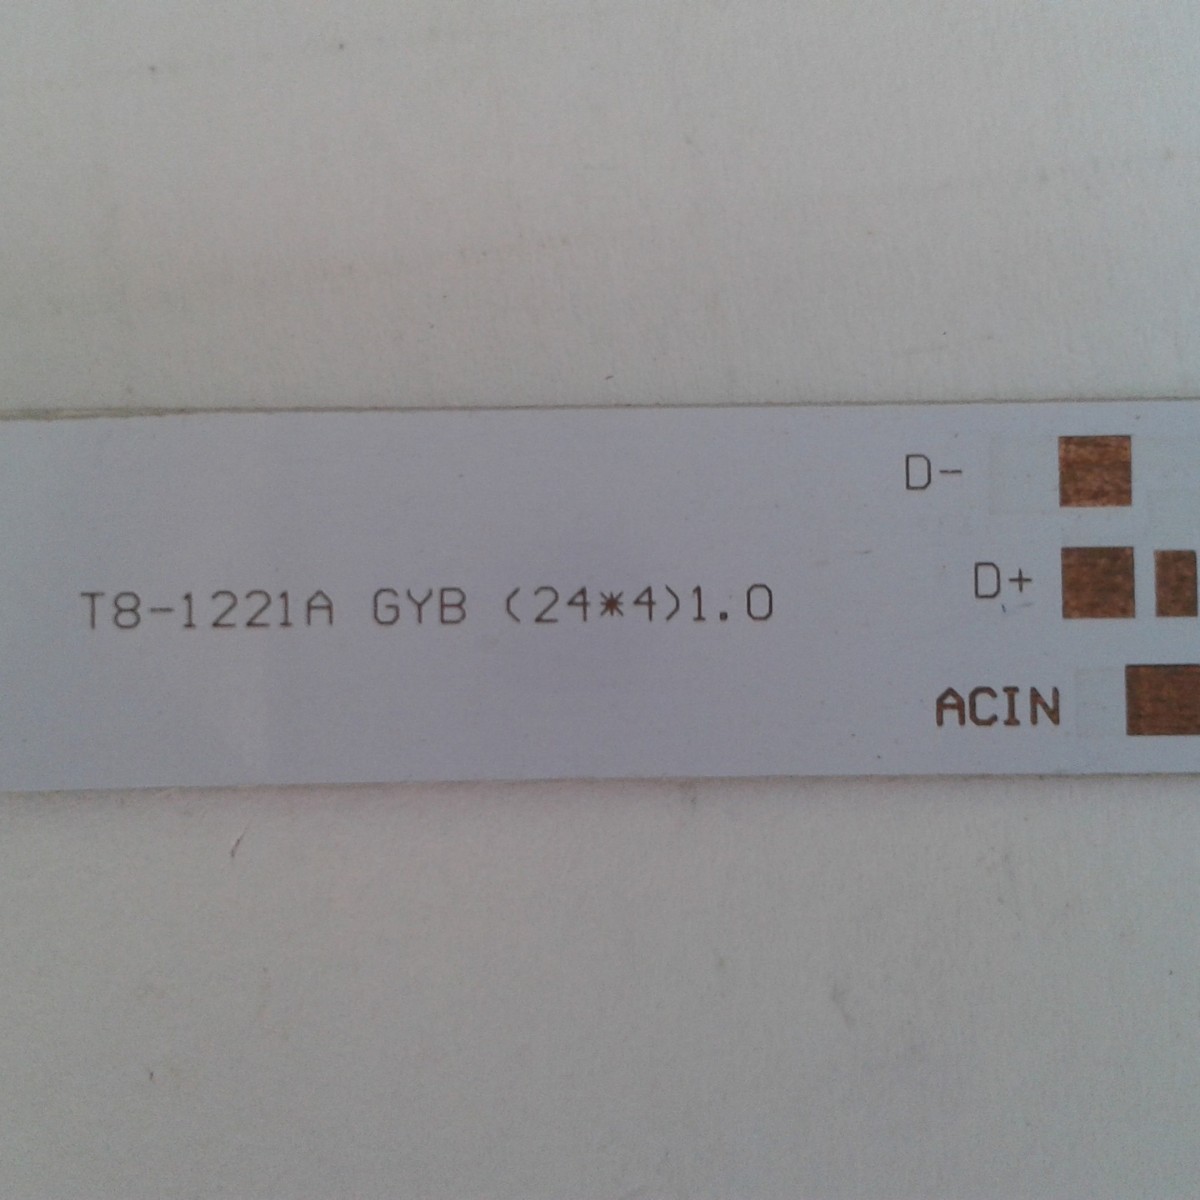 D-
D+
T8-1221A GYB (24*4)1.0
ACIN